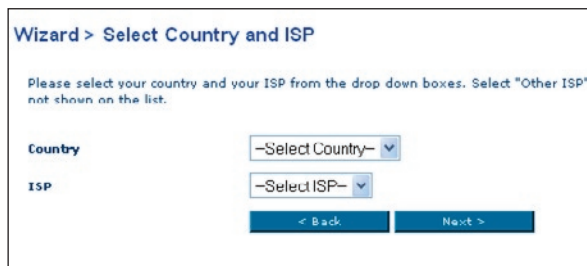 Wizard > Select Country and ISP
Please select your country and your ISP from the drop down boxes. Select "Other ISP"
not shown on the list.
Country
–Select Country–
ISP
–Select ISP–
< Back
Next >